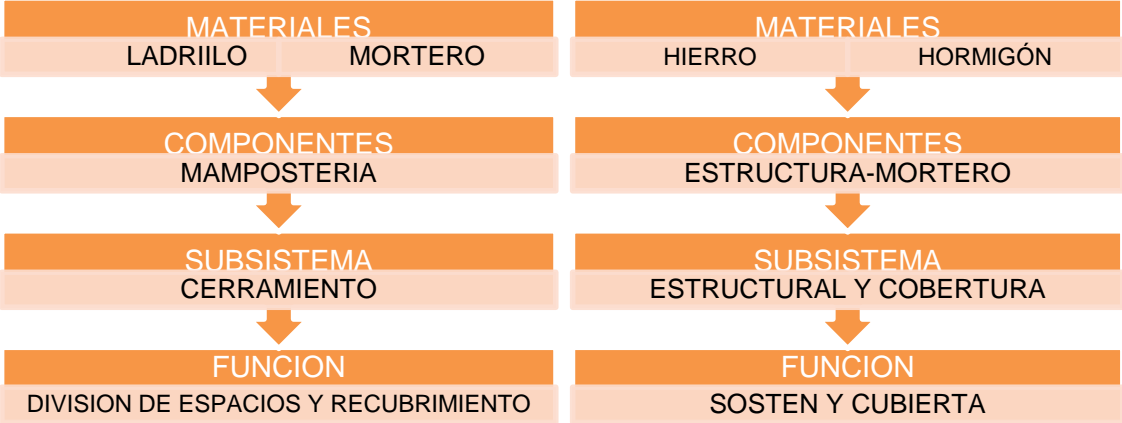 MATERIALES
LADRIILO MORTERO
COMPONENTES
MAMPOSTERIA
SUBSISTEMA
CERRAMIENTO
FUNCION
DIVISION DE ESPACIOS Y RECUBRIMIENTO
MATERIALES
HIERRO HORMIGÓN
COMPONENTES
ESTRUCTURA-MORTERO
SUBSISTEMA
ESTRUCTURAL Y COBERTURA
FUNCION
SOSTEN Y CUBIERTA